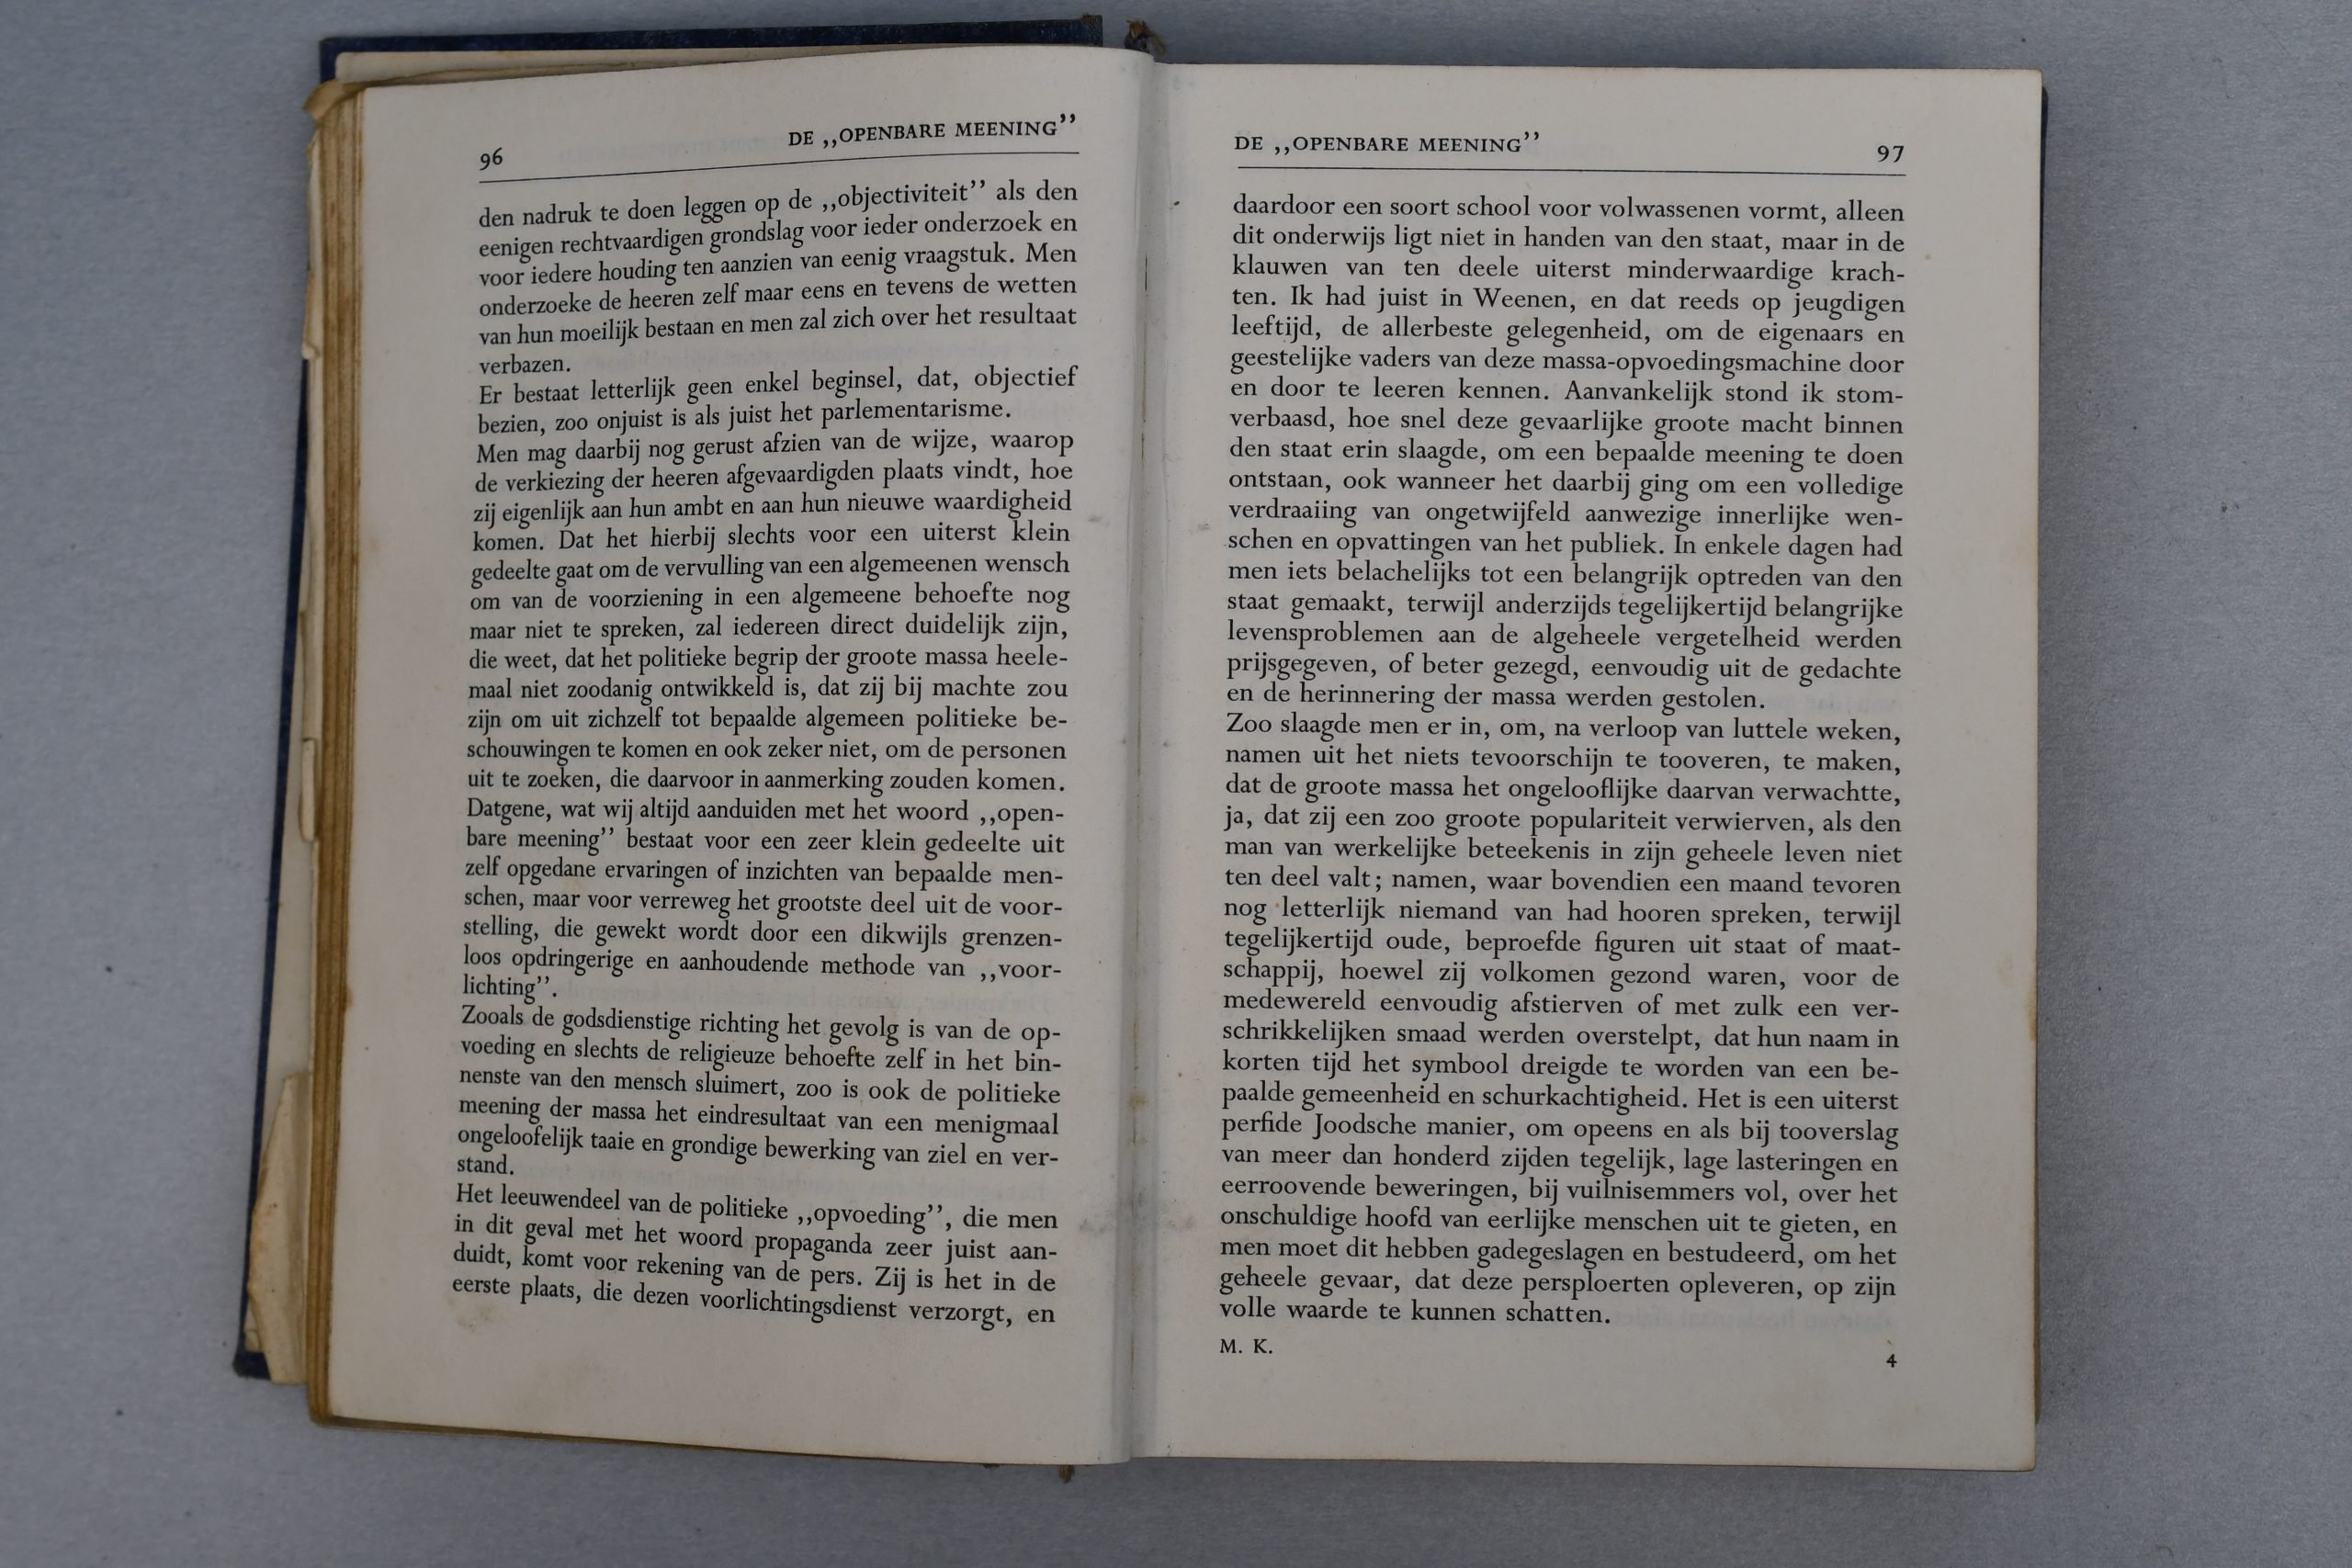 96
DE ,,OPENBARE MEENING’’
den nadruk te doen leggen op de ,,objectiviteit’’ als den
eenigen rechtvaardigen grondslag voor ieder onderzoek en
voor iedere houding ten aanzien van eenig vraagstuk. Men
onderzoeke de heeren zelf maar eens en tevens de wetten
van hun moeilijk bestaan en men zal zich over het resultaat
verbazen.
Er bestaat letterlijk geen enkel beginsel, dat, objectief
bezien, zoo onjuist is als juist het parlementarisme.
Men mag daarbij nog gerust afzien van de wijze, waarop
de verkiezing der heeren afgevaardigden plaats vindt, hoe
zij eigenlijk aan hun ambt en aan hun nieuwe waardigheid
komen. Dat het hierbij slechts voor een uiterst klein
gedeelte gaat om de vervulling van een algemeenen wensch
om van de voorziening in een algemeene behoefte nog
maar niet te spreken, zal iedereen direct duidelijk zijn,
die weet, dat het politieke begrip der groote massa heele-
maal niet zoodanig ontwikkeld is, dat zij bij machte zou
zijn om uit zichzelf tot bepaalde algemeen politieke be-
schouwingen te komen en ook zeker niet, om de personen
uit te zoeken, die daarvoor in aanmerking zouden komen.
Datgene, wat wij altijd aanduiden met het woord ,,open-
bare meening’’ bestaat voor een zeer klein gedeelte uit
zelf opgedane ervaringen of inzichten van bepaalde men-
schen, maar voor verreweg het grootste deel uit de voor-
stelling, die gewekt wordt door een dikwijls grenzen-
loos opdringerige en aanhoudende methode van ,,voor-
lichting’’.
Zooals de godsdienstige richting het gevolg is van de op-
voeding en slechts de religieuze behoefte zelf in het bin-
nenste van den mensch sluimert, zoo is ook de politieke
meening der massa het eindresultaat van een menigmaal
ongeloofelijk taaie en grondige bewerking van ziel en ver-
stand.
Het leeuwendeel van de politieke ,,opvoeding’’, die men
in dit geval met het woord propaganda zeer juist aan-
duidt, komt voor rekening van de pers. Zij is het in de
eerste plaats, die dezen voorlichtingsdienst verzorgt, en
DE ,,OPENBARE MEENING’’
97
daardoor een soort school voor volwassenen vormt, alleen
dit onderwijs ligt niet in handen van den staat, maar in de
klauwen van ten deele uiterst minderwaardige krach-
ten. Ik had juist in Weenen, en dat reeds op jeugdigen
leeftijd, de allerbeste gelegenheid, om de eigenaars en
geestelijke vaders van deze massa-opvoedingsmachine door
en door te leeren kennen. Aanvankelijk stond ik stom-
verbaasd, hoe snel deze gevaarlijke groote macht binnen
den staat erin slaagde, om een bepaalde meening te doen
ontstaan, ook wanneer het daarbij ging om een volledige
verdraaiing van ongetwijfeld aanwezige innerlijke wen-
schen en opvattingen van het publiek. In enkele dagen had
men iets belachelijks tot een belangrijk optreden van den
staat gemaakt, terwijl anderzijds tegelijkertijd belangrijke
levensproblemen aan de algeheele vergetelheid werden
prijsgegeven, of beter gezegd, eenvoudig uit de gedachte
en de herinnering der massa werden gestolen.
Zoo slaagde men er in, om, na verloop van luttele weken,
namen uit het niets tevoorschijn te tooveren, te maken,
dat de groote massa het ongelooflijke daarvan verwachtte,
ja, dat zij een zoo groote populariteit verwierven, als den
man van werkelijke beteekenis in zijn geheele leven niet
ten deel valt; namen, waar bovendien een maand tevoren
nog letterlijk niemand van had hooren spreken, terwijl
tegelijkertijd oude, beproefde figuren uit staat of maat-
schappij, hoewel zij volkomen gezond waren, voor de
medewereld eenvoudig afstierven of met zulk een ver-
schrikkelijken smaad werden overstelpt, dat hun naam in
korten tijd het symbool dreigde te worden van een be-
paalde gemeenheid en schurkachtigheid. Het is een uiterst
perfide Joodsche manier, om opeens en als bij tooverslag
van meer dan honderd zijden tegelijk, lage lasteringen en
eerroovende beweringen, bij vuilnisemmers vol, over het
onschuldige hoofd van eerlijke menschen uit te gieten, en
men moet dit hebben gadegeslagen en bestudeerd, om het
geheele gevaar, dat deze persploerten opleveren, op zijn
volle waarde te kunnen schatten.
M. K.
4